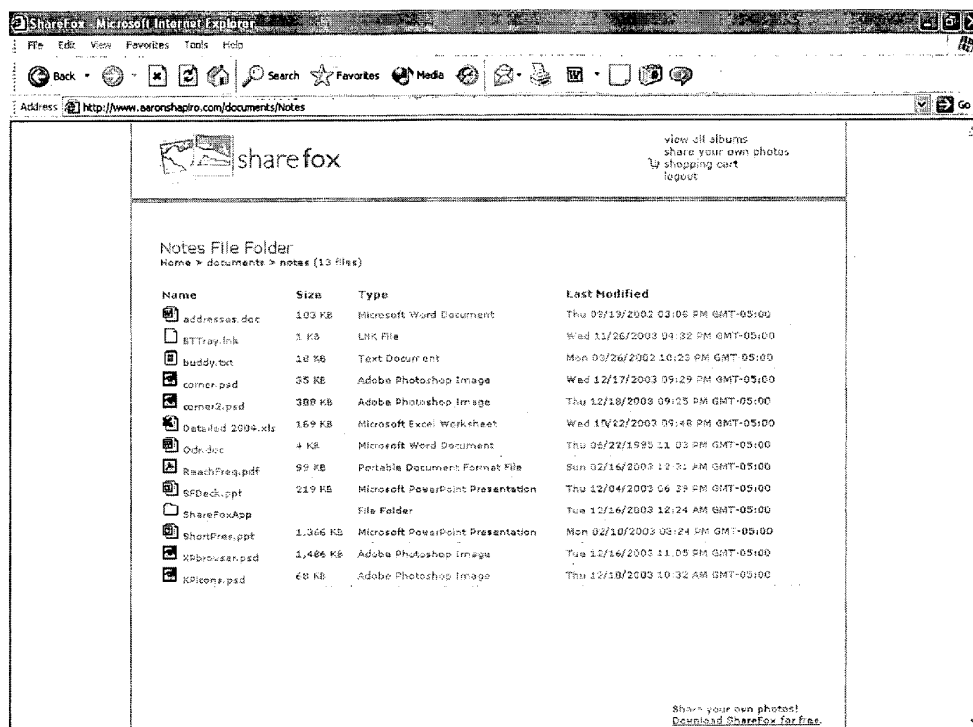 ShareFox - Microsoft Internet Explorer
File Edit View Favorites Tools Help
Back Search Favorites Media
Address http://www.aaronshapiro.com/documents/Notes Go
sharefox
view all albums
share your own photos
shopping cart
logout
Notes File Folder
Home > documents > notes (13 files)
Name Size Type Last Modified
addresses.doc 103 KB Microsoft Word Document Thu 09/19/2002 03:08 PM GMT-05:00
BTTray.lnk 1 KB LNK File Wed 11/26/2003 04:32 PM GMT-05:00
buddy.txt 18 KB Text Document Mon 08/26/2002 10:23 PM GMT-05:00
corner.psd 35 KB Adobe Photoshop Image Wed 12/17/2003 09:29 PM GMT-05:00
corner2.psd 388 KB Adobe Photoshop Image Thu 12/18/2003 09:25 PM GMT-05:00
Detailed 2004.xls 169 KB Microsoft Excel Worksheet Wed 10/22/2003 09:48 PM GMT-05:00
Odr.doc 4 KB Microsoft Word Document Thu 06/22/1995 11:03 PM GMT-05:00
ReachFreq.pdf 99 KB Portable Document Format File Sun 02/16/2003 12:31 AM GMT-05:00
SFDeck.ppt 219 KB Microsoft PowerPoint Presentation Thu 12/04/2003 06:39 PM GMT-05:00
ShareFoxApp File Folder Tue 12/16/2003 12:24 AM GMT-05:00
ShortPres.ppt 1,366 KB Microsoft PowerPoint Presentation Mon 02/10/2003 08:24 PM GMT-05:00
XPbrowser.psd 1,486 KB Adobe Photoshop Image Tue 12/16/2003 11:05 PM GMT-05:00
XPicons.psd 68 KB Adobe Photoshop Image Thu 12/18/2003 10:32 AM GMT-05:00
Share your own photos!
Download ShareFox for free.